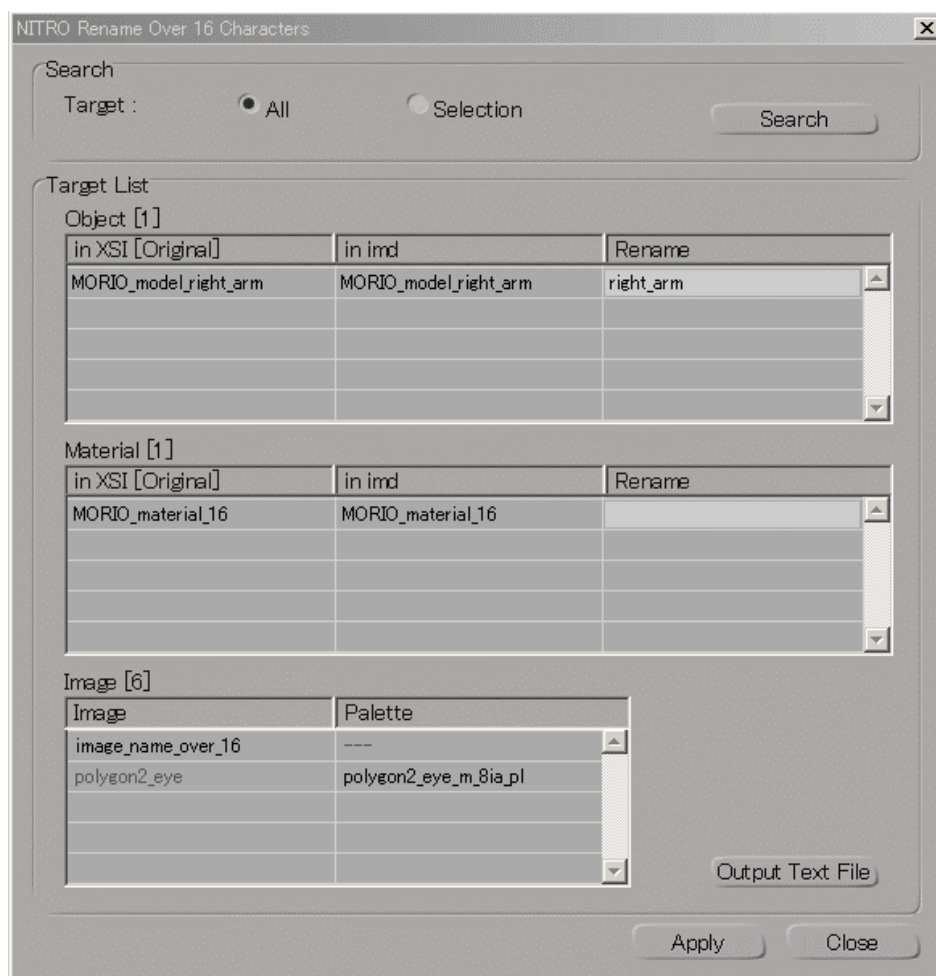 NITRO Rename Over 16 Characters
Search
Target : All Selection Search
Target List
Object [1]
in XSI [Original] in imd Rename
MORIO_model_right_arm MORIO_model_right_arm right_arm
Material [1]
in XSI [Original] in imd Rename
MORIO_material_16 MORIO_material_16
Image [6]
Image Palette
image_name_over_16 ---
polygon2_eye polygon2_eye_m_8ia_pl
Output Text File
Apply Close